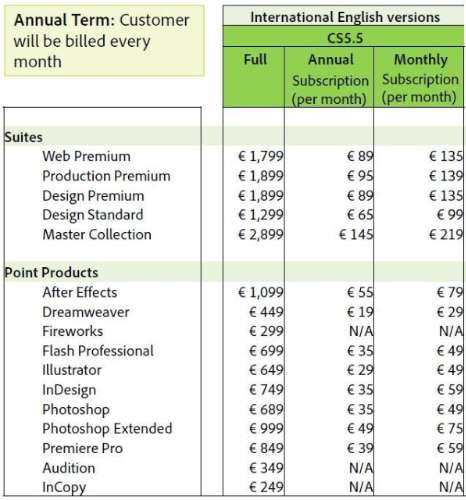 Annual Term: Customer
will be billed every
month
International English versions
CS5.5
Full Annual Monthly
Subscription Subscription
(per month) (per month)
Suites
Web Premium € 1,799 € 89 € 135
Production Premium € 1,899 € 95 € 139
Design Premium € 1,899 € 89 € 135
Design Standard € 1,299 € 65 € 99
Master Collection € 2,899 € 145 € 219
Point Products
After Effects € 1,099 € 55 € 79
Dreamweaver € 449 € 19 € 29
Fireworks € 299 N/A N/A
Flash Professional € 699 € 35 € 49
Illustrator € 649 € 29 € 49
InDesign € 749 € 35 € 59
Photoshop € 689 € 35 € 49
Photoshop Extended € 999 € 49 € 75
Premiere Pro € 849 € 39 € 59
Audition € 349 N/A N/A
InCopy € 249 N/A N/A